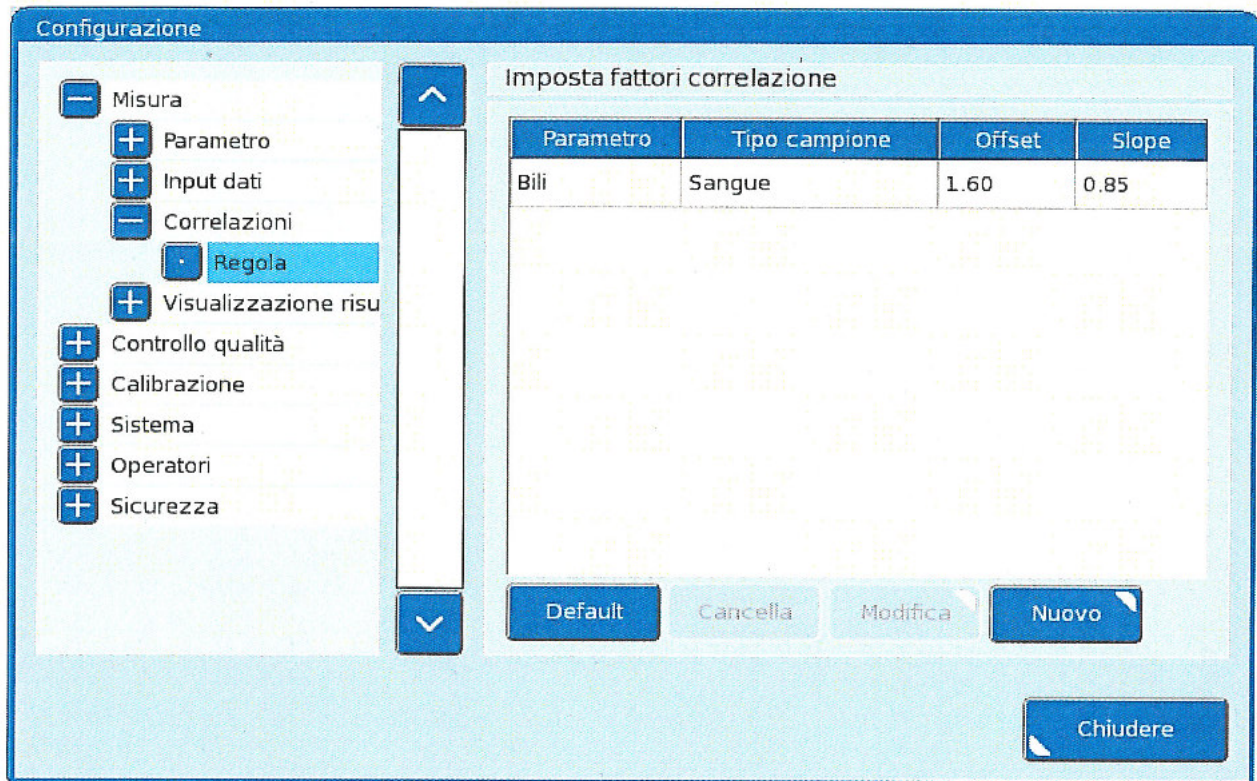 Configurazione
Misura
Parametro
Input dati
Correlazioni
Regola
Visualizzazione risu
Controllo qualità
Calibrazione
Sistema
Operatori
Sicurezza
Imposta fattori correlazione
Parametro Tipo campione Offset Slope
Bili Sangue 1.60 0.85
Default Cancella Modifica Nuovo
Chiudere